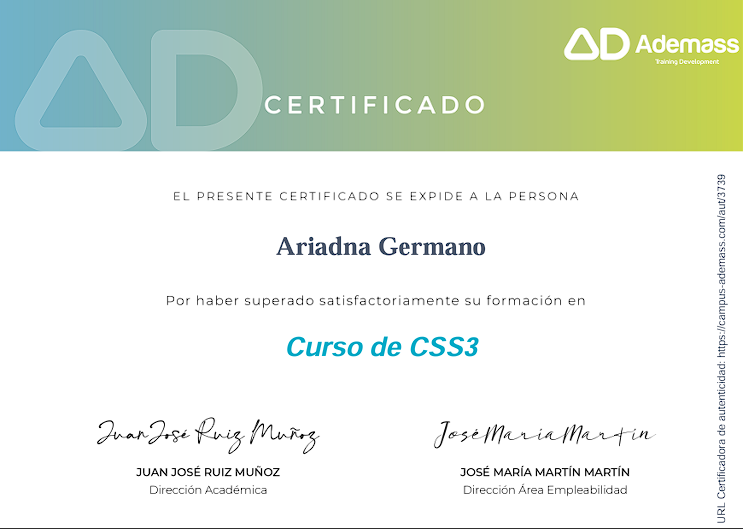 AD Ademass
Training Development
AD
CERTIFICADO
EL PRESENTE CERTIFICADO SE EXPIDE A LA PERSONA
Ariadna Germano
Por haber superado satisfactoriamente su formación en
Curso de CSS3
Juan José Ruiz Muñoz
José María Martín
JUAN JOSÉ RUIZ MUÑOZ
Dirección Académica
JOSÉ MARÍA MARTÍN MARTÍN
Dirección Área Empleabilidad
URL Certificadora de autenticidad: https://campus-ademass.com/aut/3739